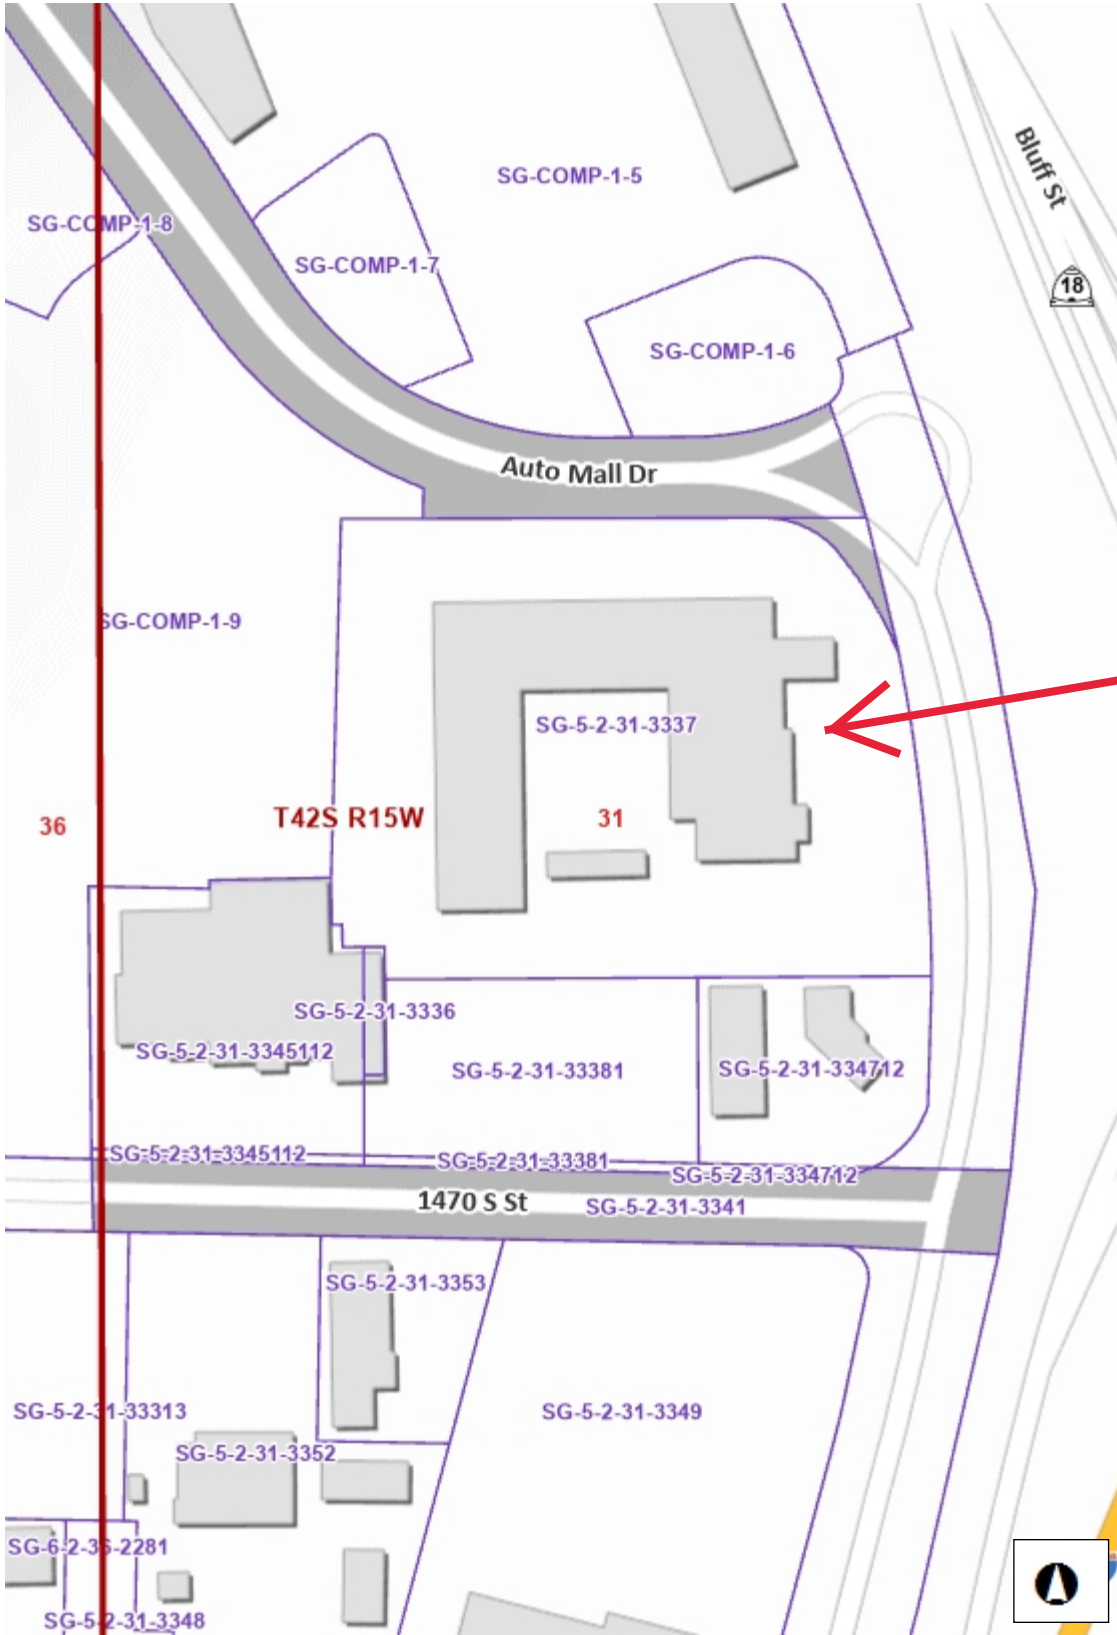 SG-COMP-1-5
Bluff St
SG-COMP-1-8
SG-COMP-1-7
18
SG-COMP-1-6
Auto Mall Dr
SG-COMP-1-9
SG-5-2-31-3337
T42S R15W
31
36
SG-5-2-31-3336
SG-5-2-31-3345112
SG-5-2-31-33381
SG-5-2-31-334712
SG-5-2-31-3345112
SG-5-2-31-33381
SG-5-2-31-334712
1470 S St
SG-5-2-31-3341
SG-5-2-31-3353
SG-5-2-31-33313
SG-5-2-31-3349
SG-5-2-31-3352
SG-6-2-36-2281
SG-5-2-31-3348